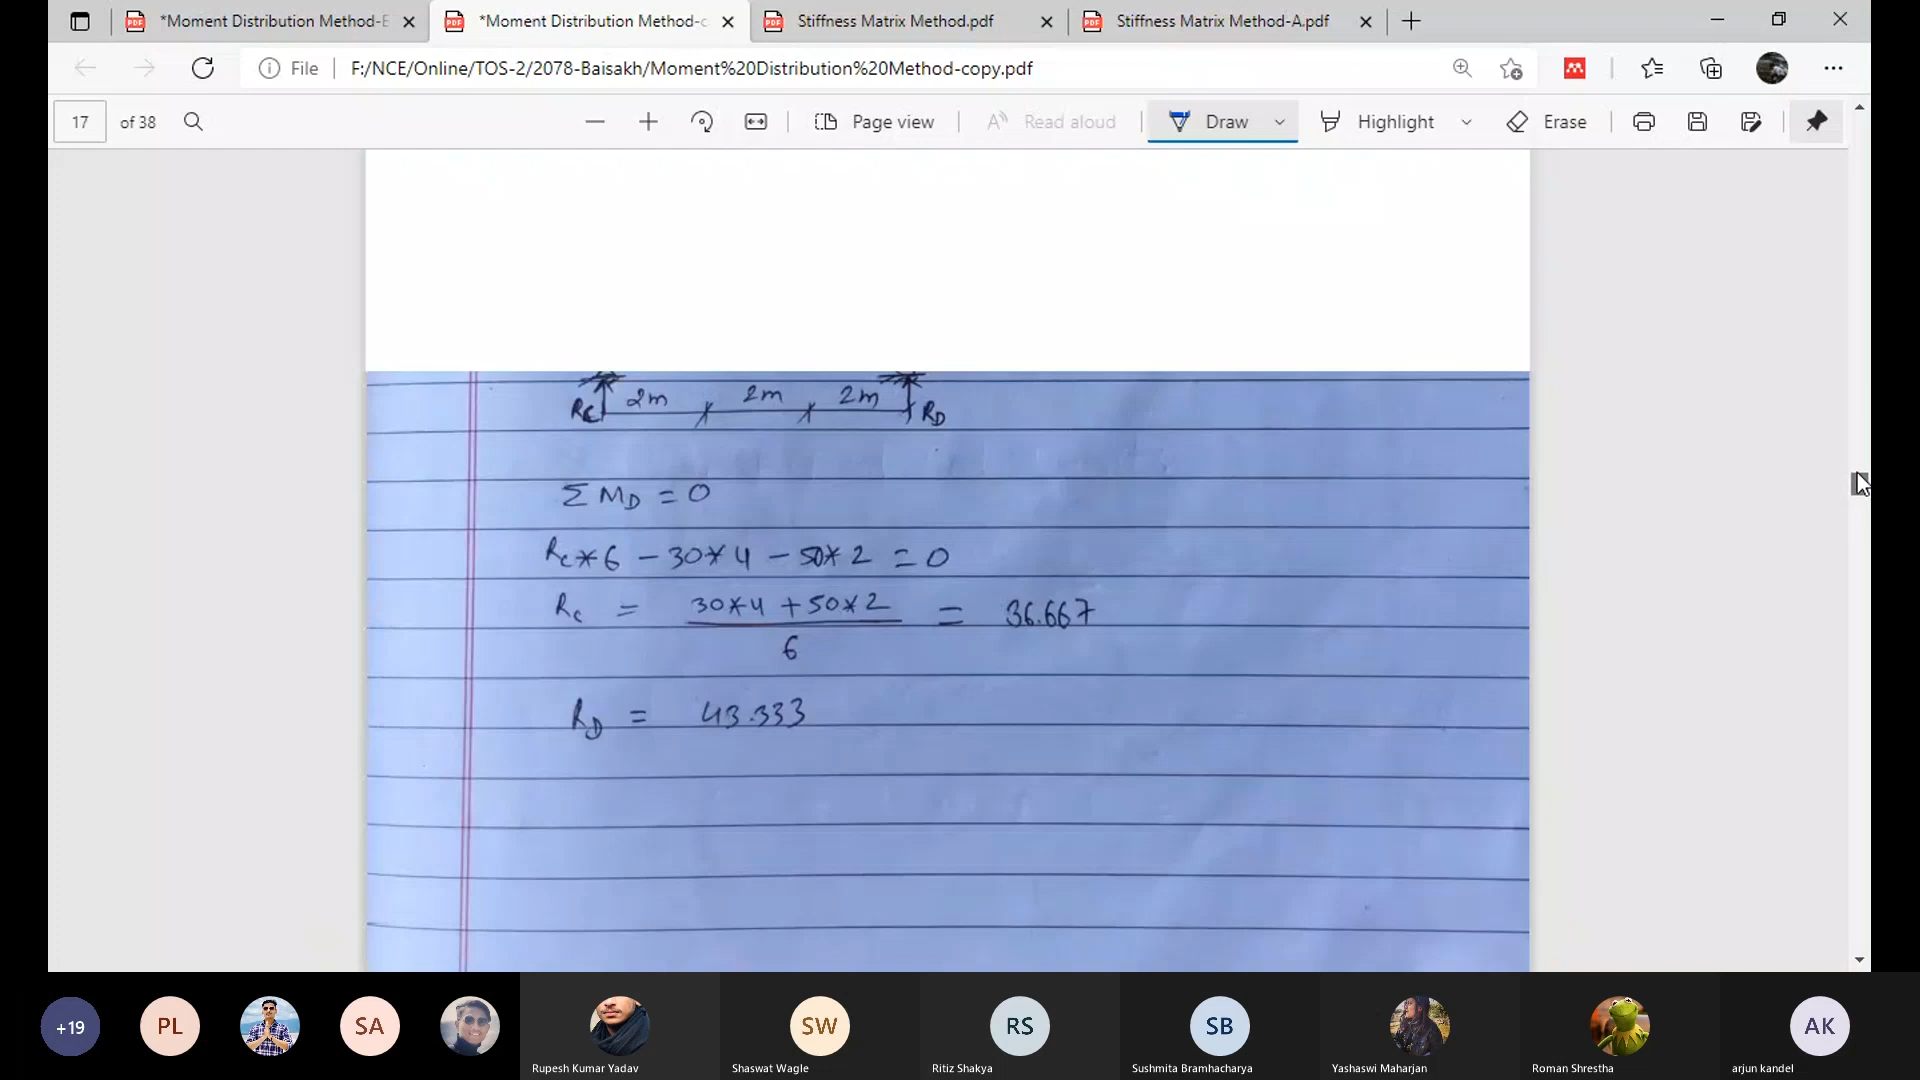 *Moment Distribution Method-E
*Moment Distribution Method-c
Stiffness Matrix Method.pdf
Stiffness Matrix Method-A.pdf
File
F:/NCE/Online/TOS-2/2078-Baisakh/Moment%20Distribution%20Method-copy.pdf
17 of 38
Page view
Read aloud
Draw
Highlight
Erase
RC 2m 2m 2m RD
Σ MD = 0
Rc*6 - 30*4 - 50*2 = 0
Rc = 30*4 + 50*2 = 36.667
6
RD = 43.333
+19
PL
SA
SW
RS
SB
AK
Rupesh Kumar Yadav
Shaswat Wagle
Ritiz Shakya
Sushmita Bramhacharya
Yashaswi Maharjan
Roman Shrestha
arjun kandel